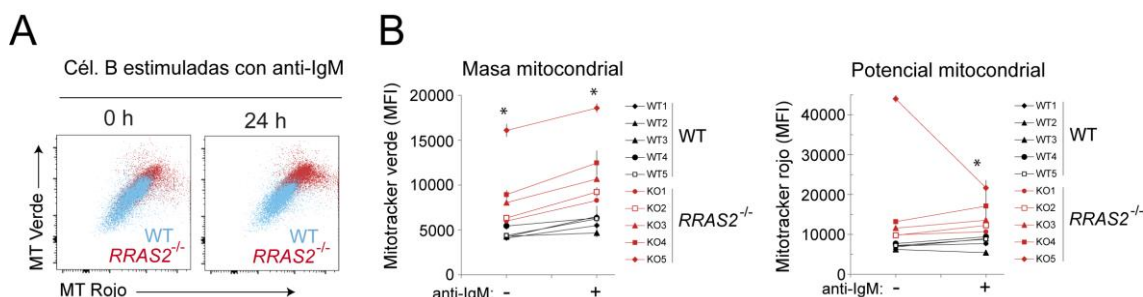 A
Cél. B estimuladas con anti-IgM
0 h
24 h
MT Verde
WT
RRAS2-/-
WT
RRAS2-/-
MT Rojo
B
Masa mitocondrial
Mitotracker verde (MFI)
20000
15000
10000
5000
0
*
*
anti-IgM: - +
WT1
WT2
WT3
WT4
WT5
WT
KO1
KO2
KO3
KO4
KO5
RRAS2-/-
Potencial mitocondrial
Mitotracker rojo (MFI)
40000
30000
20000
10000
0
*
anti-IgM: - +
WT1
WT2
WT3
WT4
WT5
WT
KO1
KO2
KO3
KO4
KO5
RRAS2-/-